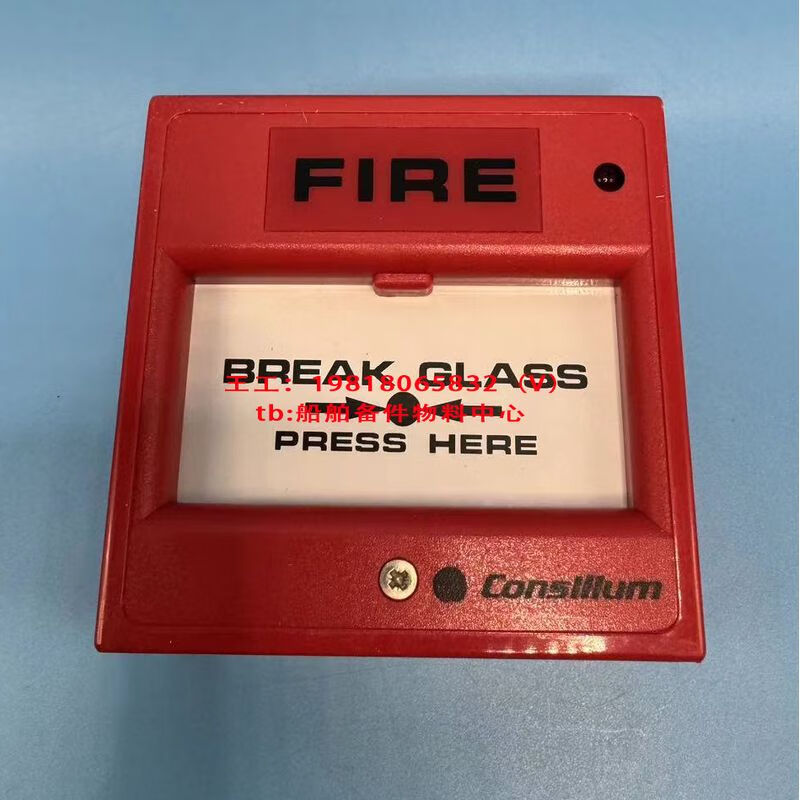 FIRE
BREAK GLASS
王工：19818065832（V）
tb:船舶备件物料中心
PRESS HERE
Consilium